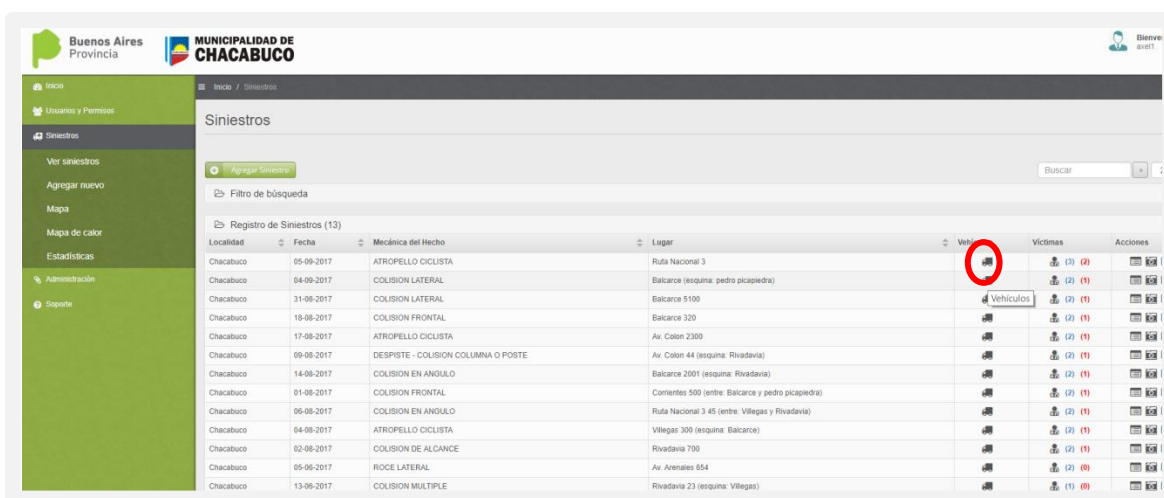 Buenos Aires
Provincia
MUNICIPALIDAD DE
CHACABUCO
axel1
Inicio
Inicio / Siniestros
Usuarios y Permisos
Siniestros
Siniestros
Ver siniestros
Agregar nuevo
Mapa
Mapa de calor
Estadísticas
Administración
Soporte
Agregar Siniestro
Buscar
Filtro de búsqueda
Registro de Siniestros (13)
Localidad Fecha Mecánica del Hecho Lugar Víctimas Acciones
Chacabuco 05-09-2017 ATROPELLO CICLISTA Ruta Nacional 3 (3) (2)
Chacabuco 04-09-2017 COLISION LATERAL Balcarce (esquina: pedro picapiedra) (2) (1)
Chacabuco 31-08-2017 COLISION LATERAL Balcarce 5100 Vehículos (2) (1)
Chacabuco 18-08-2017 COLISION FRONTAL Balcarce 320 (2) (1)
Chacabuco 17-08-2017 ATROPELLO CICLISTA Av. Colon 2300 (2) (1)
Chacabuco 09-08-2017 DESPISTE - COLISION COLUMNA O POSTE Av. Colon 44 (esquina: Rivadavia) (2) (1)
Chacabuco 14-08-2017 COLISION EN ANGULO Balcarce 2001 (esquina: Rivadavia) (2) (1)
Chacabuco 01-08-2017 COLISION FRONTAL Corrientes 500 (entre: Balcarce y pedro picapiedra) (2) (1)
Chacabuco 06-08-2017 COLISION EN ANGULO Ruta Nacional 3 45 (entre: Villegas y Rivadavia) (2) (1)
Chacabuco 04-08-2017 ATROPELLO CICLISTA Villegas 300 (esquina: Balcarce) (2) (1)
Chacabuco 02-08-2017 COLISION DE ALCANCE Rivadavia 700 (2) (1)
Chacabuco 05-06-2017 ROCE LATERAL Av. Arenales 654 (2) (0)
Chacabuco 13-06-2017 COLISION MULTIPLE Rivadavia 23 (esquina: Villegas) (1) (0)